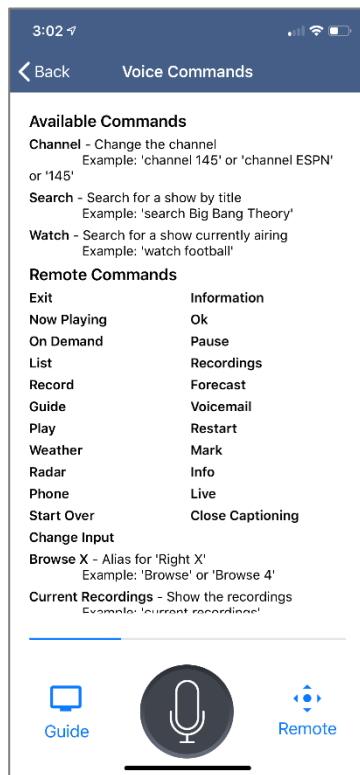 3:02
Back
Voice Commands
Available Commands
Channel - Change the channel
Example: 'channel 145' or 'channel ESPN'
or '145'
Search - Search for a show by title
Example: 'search Big Bang Theory'
Watch - Search for a show currently airing
Example: 'watch football'
Remote Commands
Exit Information
Now Playing Ok
On Demand Pause
List Recordings
Record Forecast
Guide Voicemail
Play Restart
Weather Mark
Radar Info
Phone Live
Start Over Close Captioning
Change Input
Browse X - Alias for 'Right X'
Example: 'Browse' or 'Browse 4'
Current Recordings - Show the recordings
Example: 'current recordings'
Guide
Remote